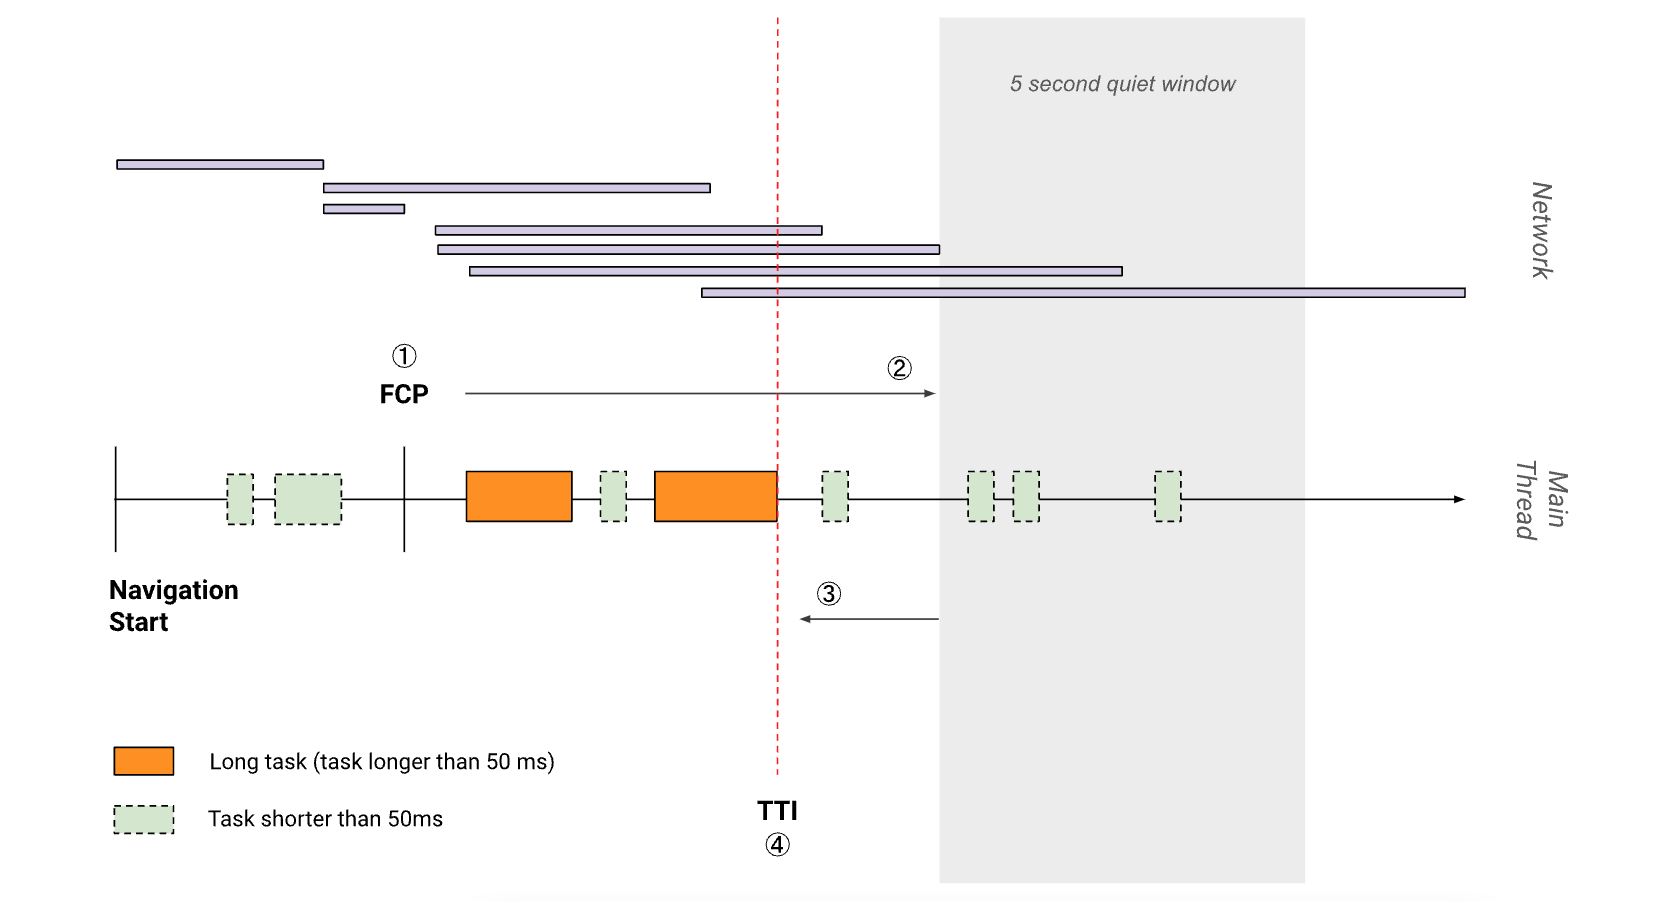 5 second quiet window
Network
①
FCP
②
Main
Thread
Navigation
Start
③
Long task (task longer than 50 ms)
Task shorter than 50ms
TTI
④